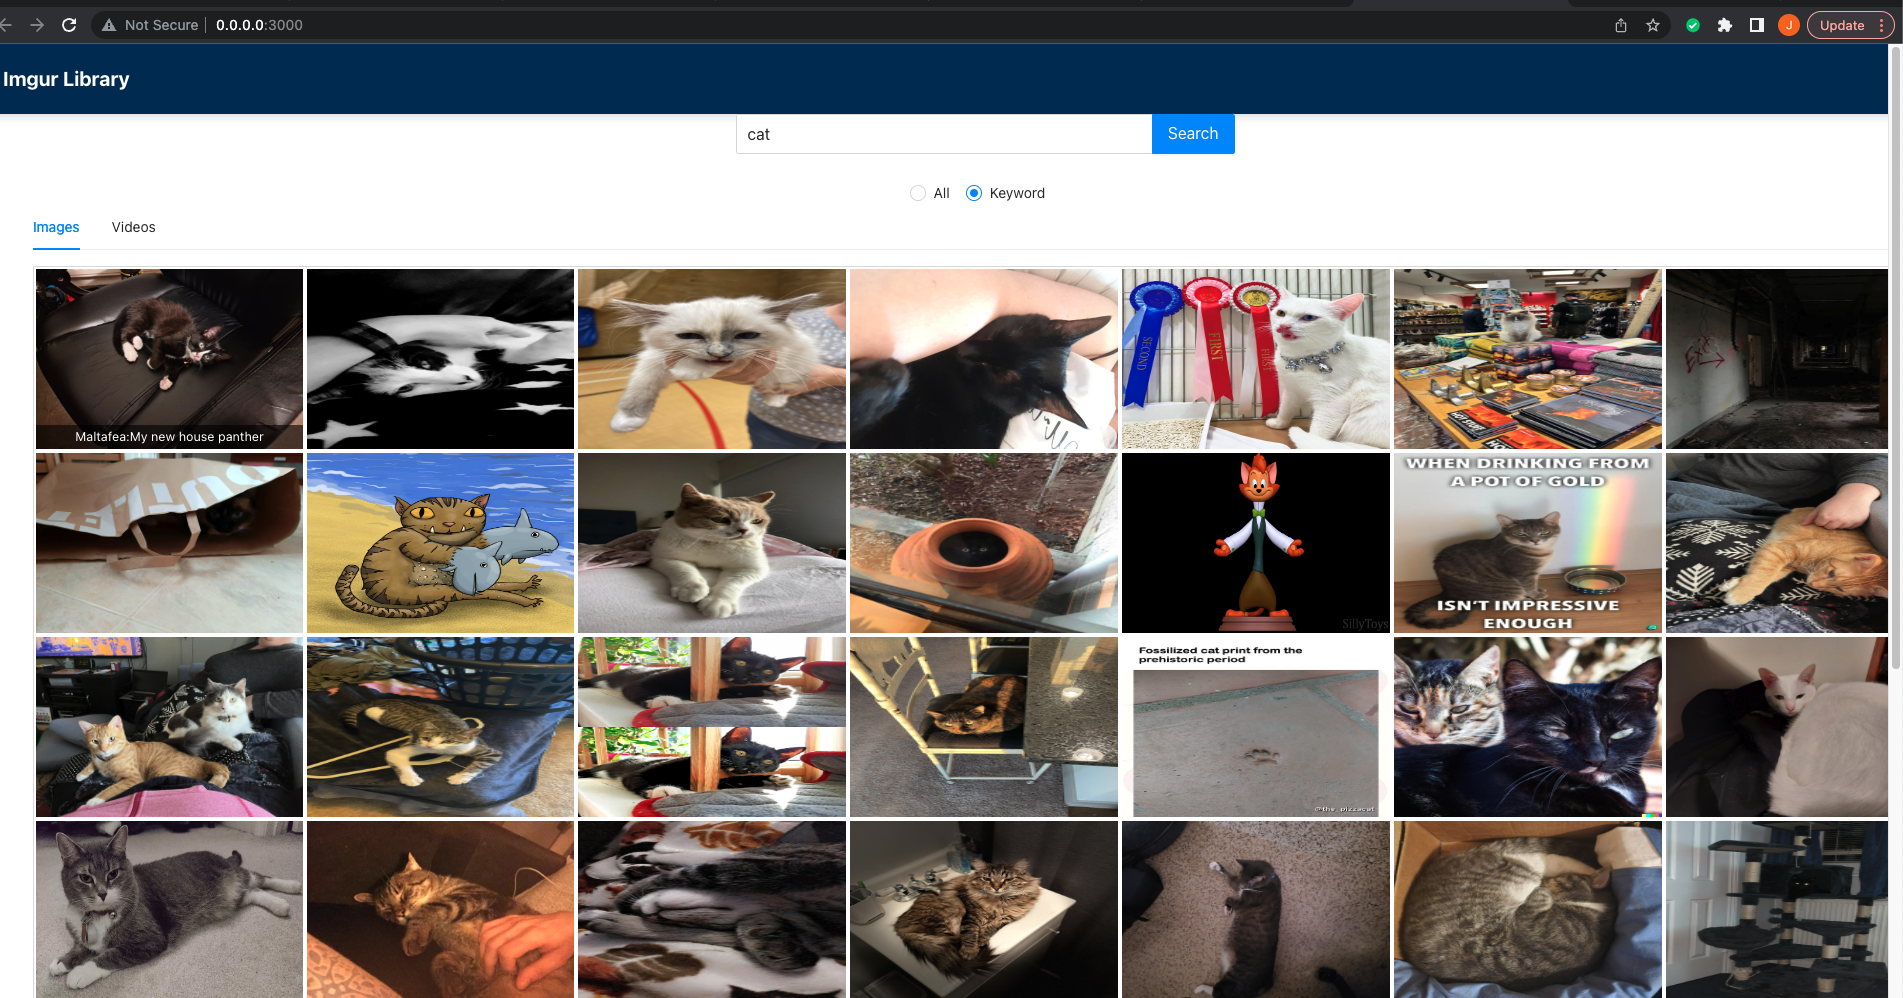 Not Secure
0.0.0.0:3000
Update
J
Imgur Library
cat
Search
All
Keyword
Images
Videos
SECOND
FIRST
Maltafea:My new house panther
SillyToys
WHEN DRINKING FROM
A POT OF GOLD
ISN'T IMPRESSIVE
ENOUGH
Fossilized cat print from the
prehistoric period
@the_pizzacat